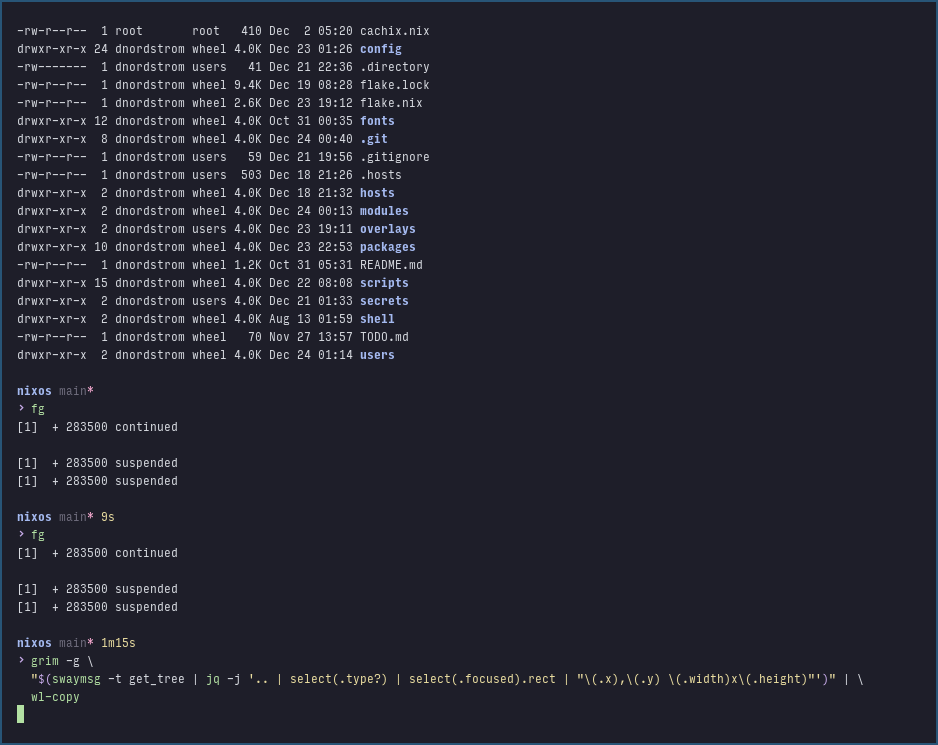 -rw-r--r--  1 root       root   410 Dec  2 05:20 cachix.nix
drwxr-xr-x 24 dnordstrom wheel 4.0K Dec 23 01:26 config
-rw-------  1 dnordstrom users   41 Dec 21 22:36 .directory
-rw-r--r--  1 dnordstrom wheel 9.4K Dec 19 08:28 flake.lock
-rw-r--r--  1 dnordstrom wheel 2.6K Dec 23 19:12 flake.nix
drwxr-xr-x 12 dnordstrom wheel 4.0K Oct 31 00:35 fonts
drwxr-xr-x  8 dnordstrom wheel 4.0K Dec 24 00:40 .git
-rw-r--r--  1 dnordstrom users   59 Dec 21 19:56 .gitignore
-rw-r--r--  1 dnordstrom users  503 Dec 18 21:26 .hosts
drwxr-xr-x  2 dnordstrom wheel 4.0K Dec 18 21:32 hosts
drwxr-xr-x  2 dnordstrom wheel 4.0K Dec 24 00:13 modules
drwxr-xr-x  2 dnordstrom users 4.0K Dec 23 19:11 overlays
drwxr-xr-x 10 dnordstrom wheel 4.0K Dec 23 22:53 packages
-rw-r--r--  1 dnordstrom wheel 1.2K Oct 31 05:31 README.md
drwxr-xr-x 15 dnordstrom wheel 4.0K Dec 22 08:08 scripts
drwxr-xr-x  2 dnordstrom users 4.0K Dec 21 01:33 secrets
drwxr-xr-x  2 dnordstrom wheel 4.0K Aug 13 01:59 shell
-rw-r--r--  1 dnordstrom wheel   70 Nov 27 13:57 TODO.md
drwxr-xr-x  2 dnordstrom wheel 4.0K Dec 24 01:14 users
nixos main*
› fg
[1]  + 283500 continued
[1]  + 283500 suspended
[1]  + 283500 suspended
nixos main* 9s
› fg
[1]  + 283500 continued
[1]  + 283500 suspended
[1]  + 283500 suspended
nixos main* 1m15s
› grim -g \
  "$(swaymsg -t get_tree | jq -j '.. | select(.type?) | select(.focused).rect | "\(.x),\(.y) \(.width)x\(.height)"')" | \
  wl-copy